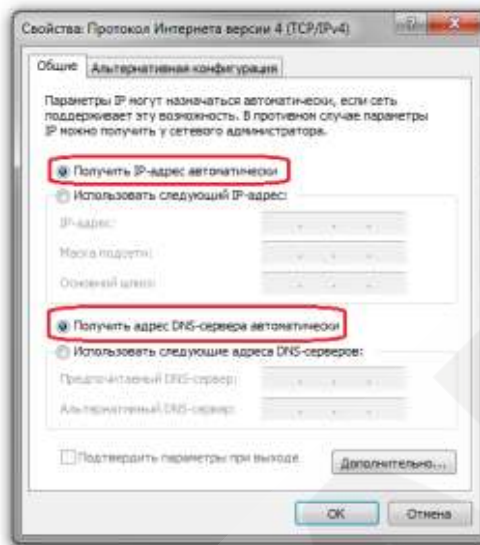 Свойства: Протокол Интернета версии 4 (TCP/IPv4)
Общие
Альтернативная конфигурация
Параметры IP могут назначаться автоматически, если сеть
поддерживает эту возможность. В противном случае параметры
IP можно получить у сетевого администратора.
Получить IP-адрес автоматически
Использовать следующий IP-адрес:
IP-адрес:
Маска подсети:
Основной шлюз:
Получить адрес DNS-сервера автоматически
Использовать следующие адреса DNS-серверов:
Предпочитаемый DNS-сервер:
Альтернативный DNS-сервер:
Подтвердить параметры при выходе
Дополнительно...
ОК
Отмена